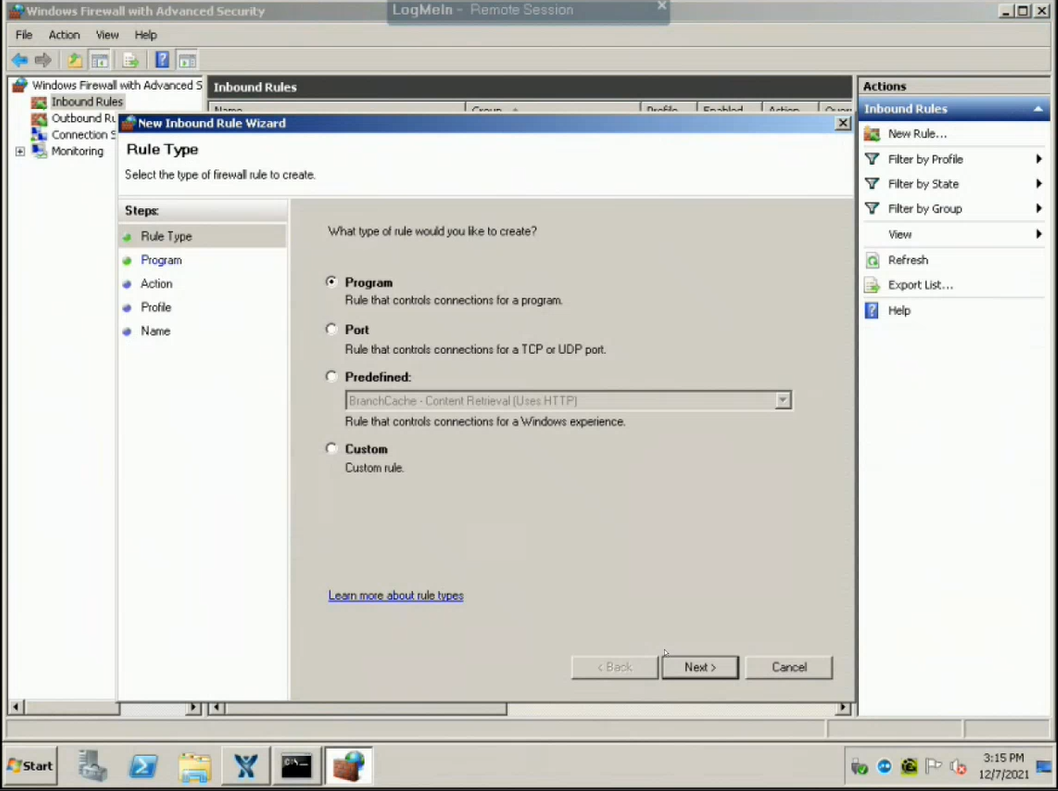 Windows Firewall with Advanced Security
LogMeIn - Remote Session
File Action View Help
Windows Firewall with Advanced S
Inbound Rules
Outbound Ru
Connection S
Monitoring
Inbound Rules
Name Group Profile Enabled Action
New Inbound Rule Wizard
Rule Type
Select the type of firewall rule to create.
Steps:
Rule Type
Program
Action
Profile
Name
What type of rule would you like to create?
Program
Rule that controls connections for a program.
Port
Rule that controls connections for a TCP or UDP port.
Predefined:
BranchCache - Content Retrieval (Uses HTTP)
Rule that controls connections for a Windows experience.
Custom
Custom rule.
Learn more about rule types
< Back
Next >
Cancel
Actions
Inbound Rules
New Rule...
Filter by Profile
Filter by State
Filter by Group
View
Refresh
Export List...
Help
Start
3:15 PM
12/7/2021